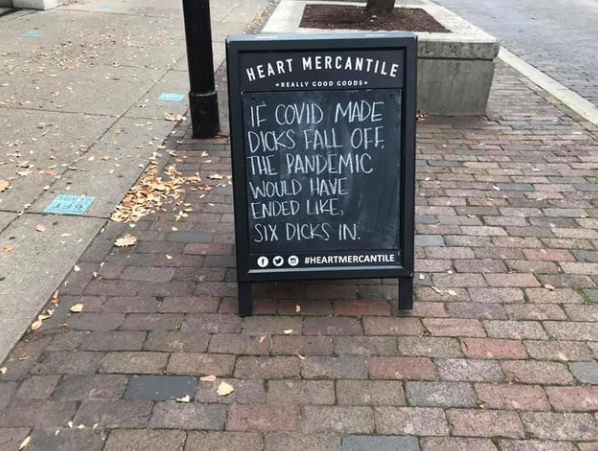 HEART MERCANTILE
•REALLY GOOD GOODS•
IF COVID MADE
DICKS FALL OFF,
THE PANDEMIC
WOULD HAVE
ENDED LIKE,
SIX DICKS IN.
#HEARTMERCANTILE